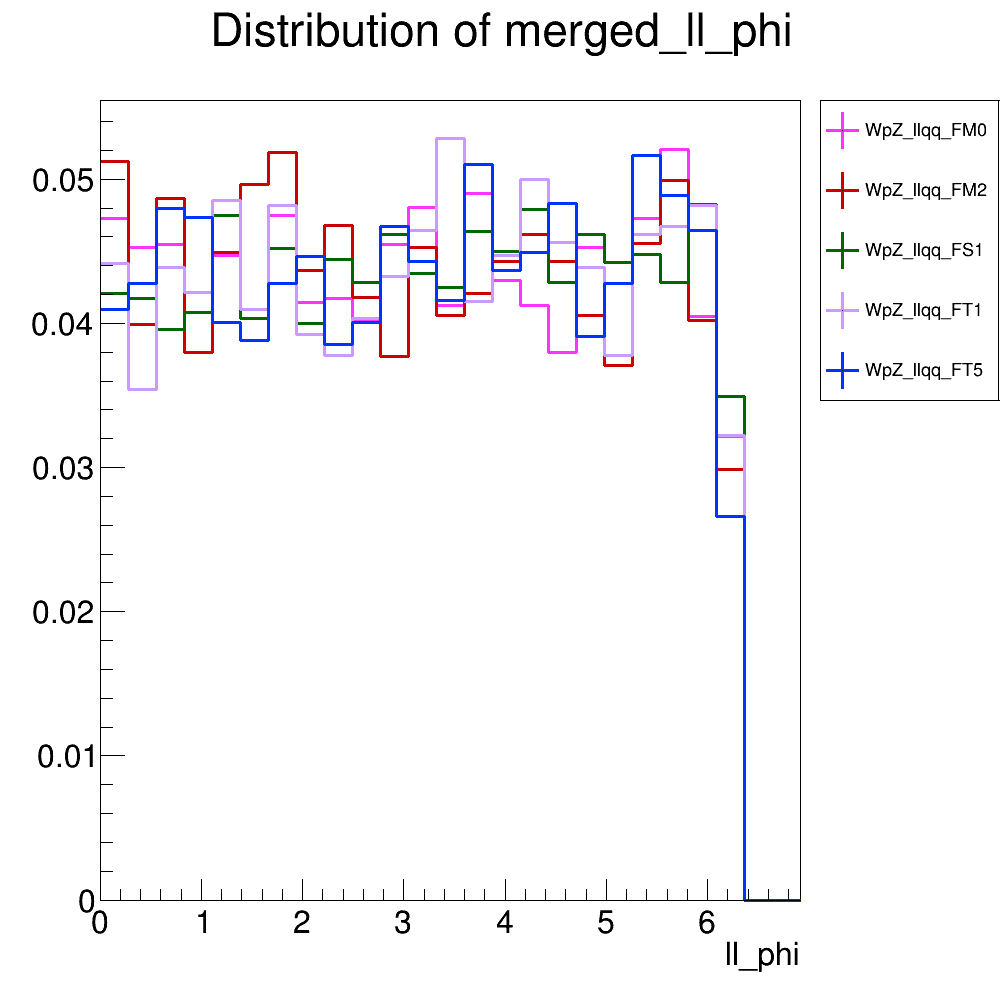 Distribution of merged_ll_phi
0.05
0.04
0.03
0.02
0.01
0
0 1 2 3 4 5 6
ll_phi
WpZ_llqq_FM0
WpZ_llqq_FM2
WpZ_llqq_FS1
WpZ_llqq_FT1
WpZ_llqq_FT5